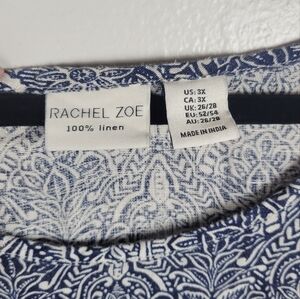 RACHEL ZOE
100% linen
US: 3X
CA: 3X
UK: 26/28
EU: 52/54
AU: 26/28
MADE IN INDIA